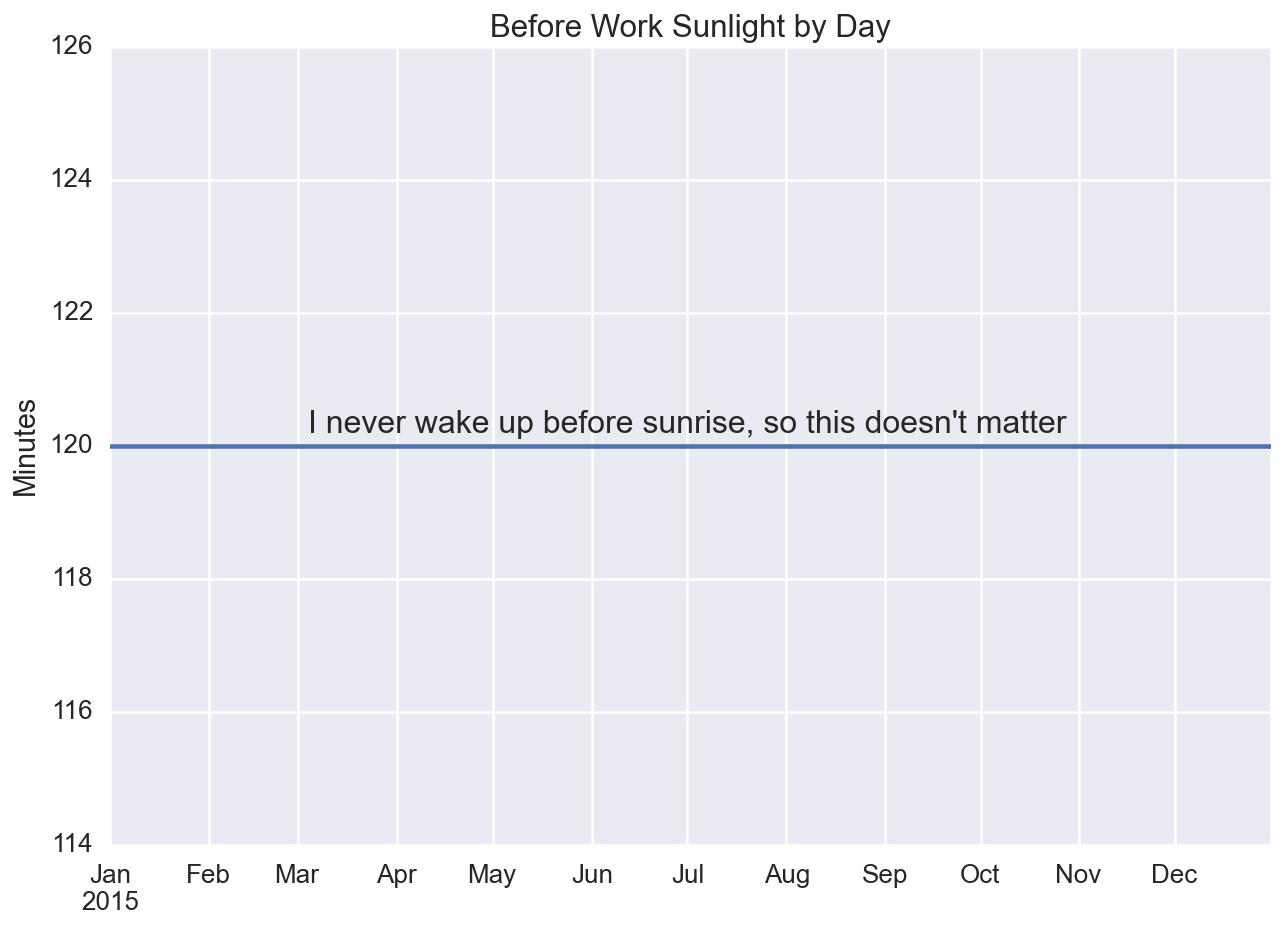 Before Work Sunlight by Day
126
124
122
120
118
116
114
Minutes
I never wake up before sunrise, so this doesn't matter
Jan Feb Mar Apr May Jun Jul Aug Sep Oct Nov Dec
2015